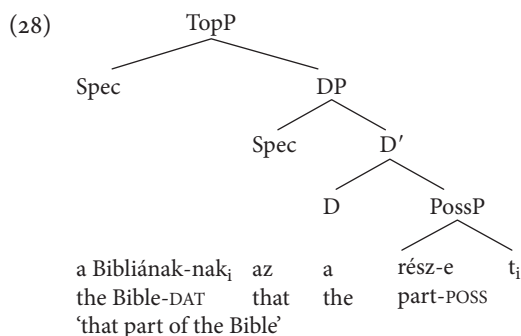 (28) TopP
Spec DP
Spec D′
D PossP
a Bibliának-nakᵢ az a rész-e tᵢ
the Bible-DAT that the part-POSS
‘that part of the Bible’